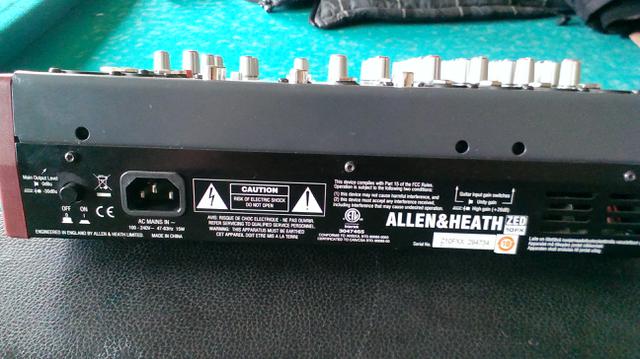 Main Output Level
0dBu
-30dBu
OFF
ON
CE
AC MAINS IN ~
100 - 240V ~ 47-63Hz 15W
ENGINEERED IN ENGLAND BY ALLEN & HEATH LIMITED.
MADE IN CHINA
CAUTION
RISK OF ELECTRIC SHOCK
DO NOT OPEN
AVIS: RISQUE DE CHOC ELECTRIQUE - NE PAS OUVRIR.
REFER SERVICING TO QUALIFIED SERVICE PERSONNEL.
WARNING: THIS APPARATUS MUST BE EARTHED
CET APPAREIL DOIT ETRE MIS A LA TERRE
This device complies with Part 15 of the FCC Rules.
Operation is subject to the following two conditions:
(1) this device may not cause harmful interference, and
(2) this device must accept any interference received,
including interference that may cause undesired operation.
Intertek
3047465
Guitar input gain switches
Unity gain
High gain (+26dB)
ALLEN&HEATH
ZED
10FX
Serial No.
10